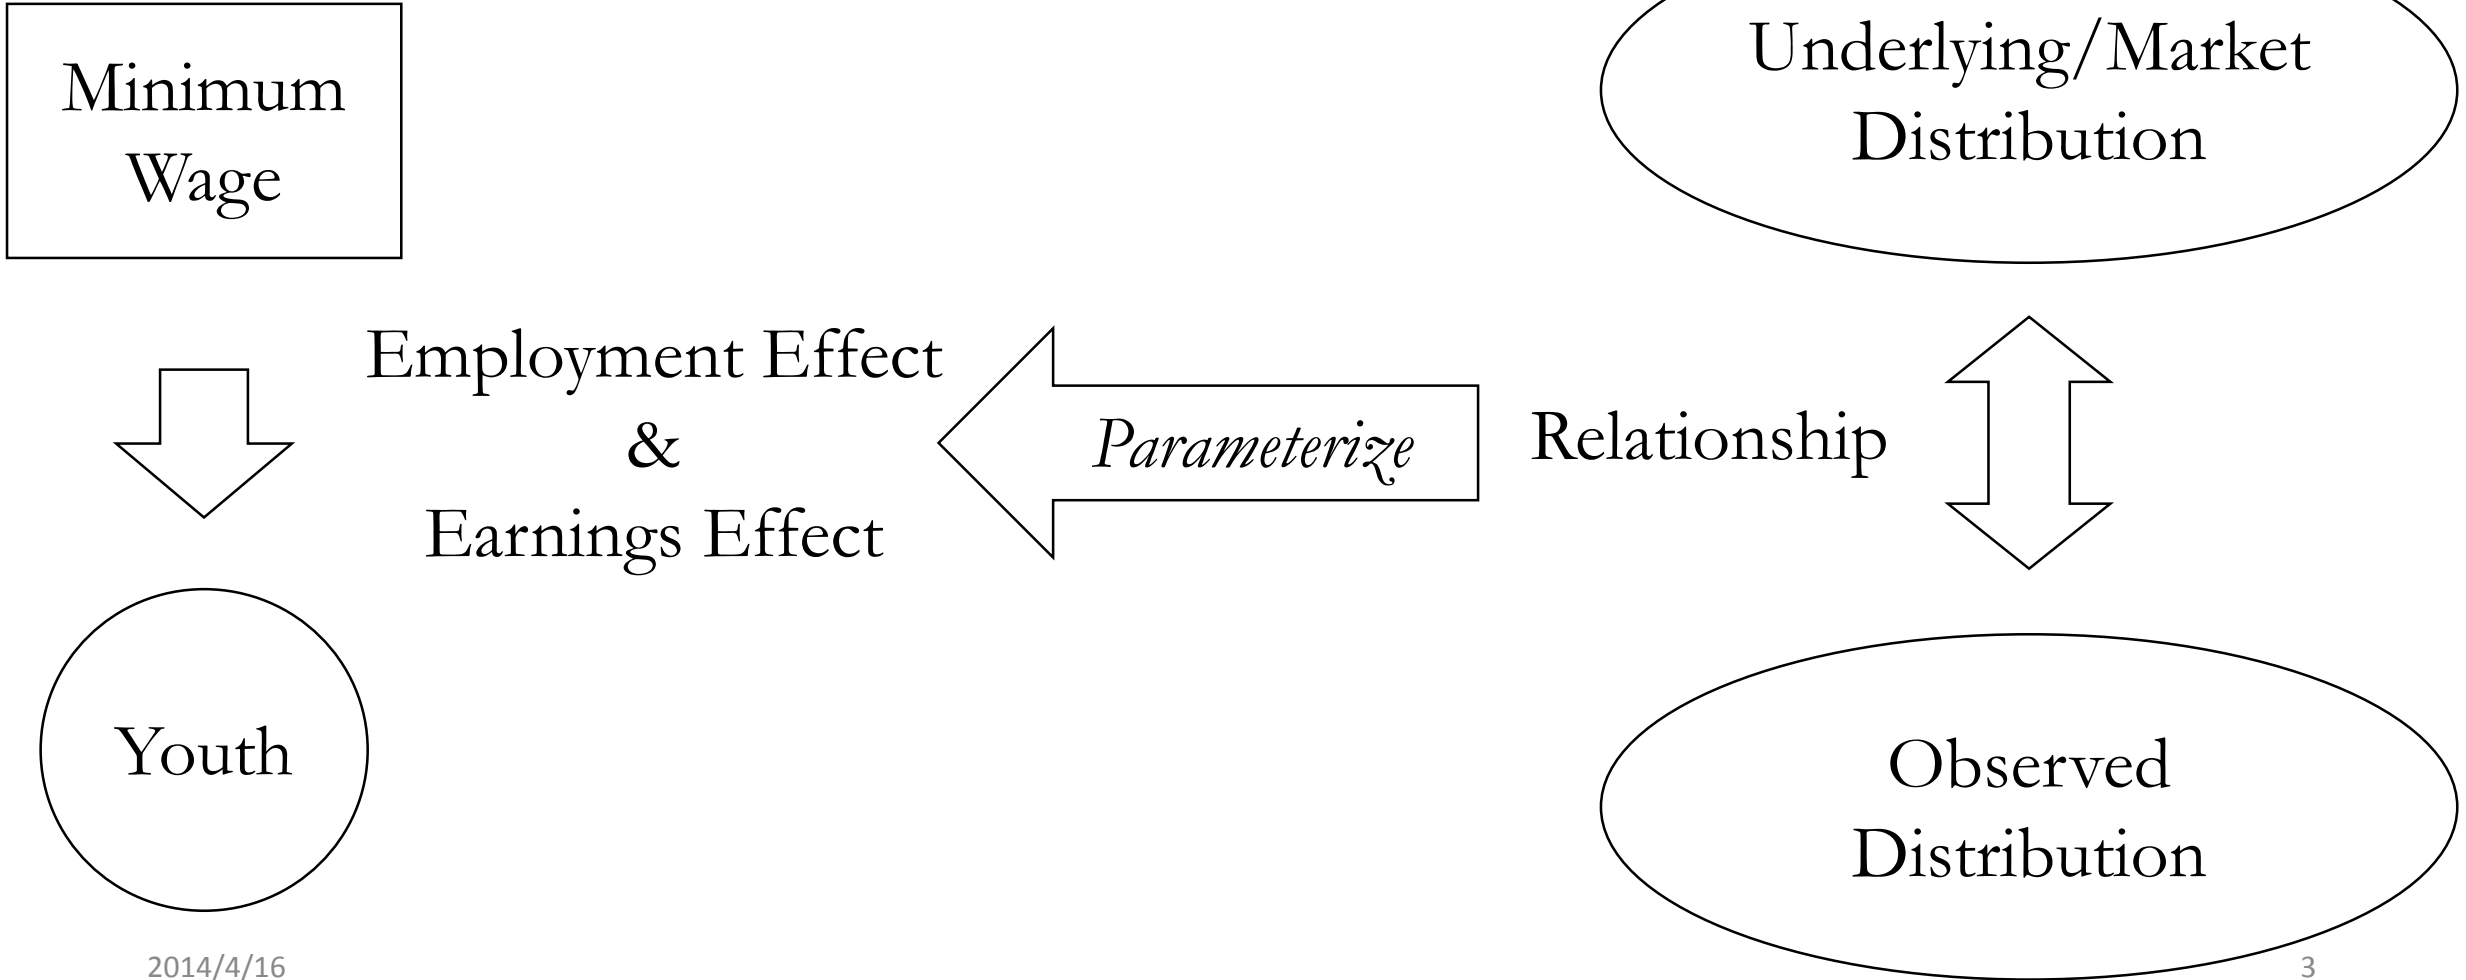 Minimum
Wage
Underlying/Market
Distribution
Employment Effect
&
Earnings Effect
Parameterize
Relationship
Youth
Observed
Distribution
2014/4/16
3